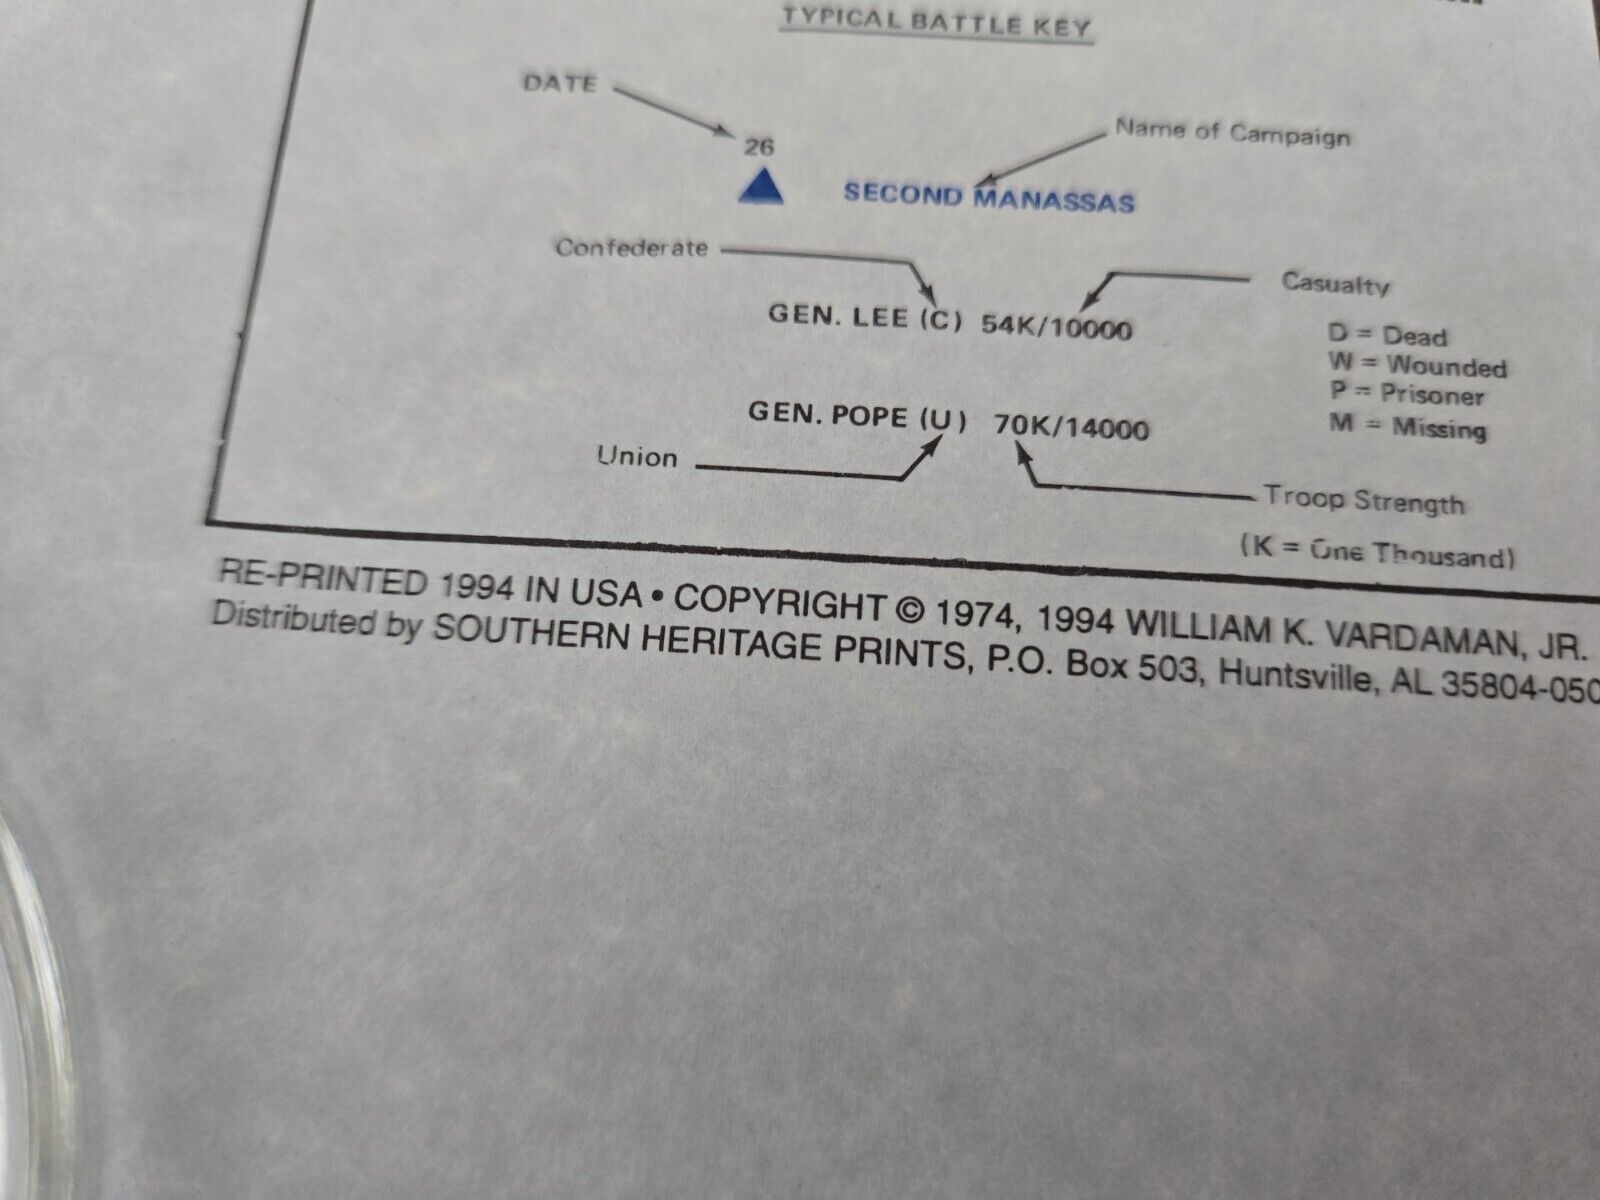 TYPICAL BATTLE KEY
DATE
26
Name of Campaign
SECOND MANASSAS
Confederate
Casualty
GEN. LEE (C) 54K/10000
D = Dead
W = Wounded
P = Prisoner
M = Missing
GEN. POPE (U) 70K/14000
Union
Troop Strength
(K = One Thousand)
RE-PRINTED 1994 IN USA • COPYRIGHT © 1974, 1994 WILLIAM K. VARDAMAN, JR.
Distributed by SOUTHERN HERITAGE PRINTS, P.O. Box 503, Huntsville, AL 35804-050